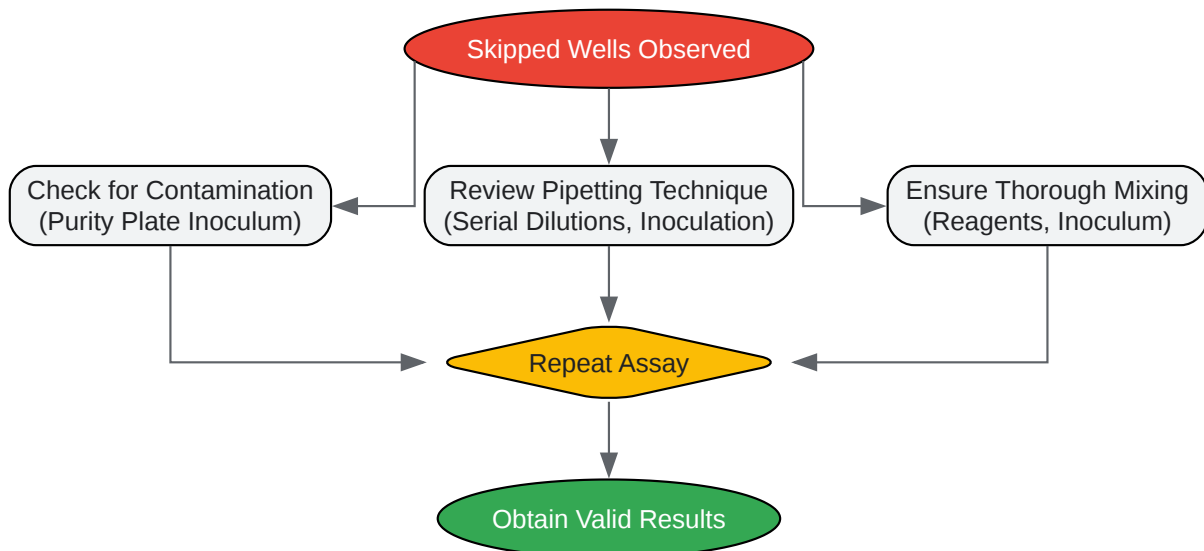 Skipped Wells Observed
Check for Contamination
(Purity Plate Inoculum)
Review Pipetting Technique
(Serial Dilutions, Inoculation)
Ensure Thorough Mixing
(Reagents, Inoculum)
Repeat Assay
Obtain Valid Results